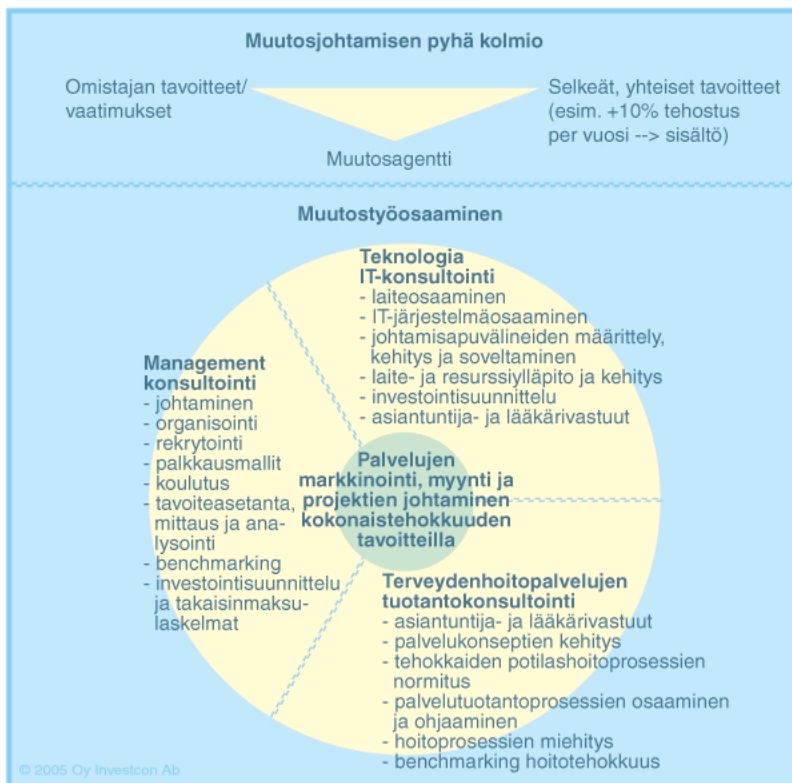 Muutosjohtamisen pyhä kolmio
Omistajan tavoitteet/
vaatimukset
Selkeät, yhteiset tavoitteet
(esim. +10% tehostus
per vuosi --> sisältö)
Muutosagentti
Muutostyöosaaminen
Teknologia
IT-konsultointi
- laiteosaaminen
- IT-järjestelmäosaaminen
- johtamisapuvälineiden määrittely,
kehitys ja soveltaminen
- laite- ja resurssiylläpito ja kehitys
- investointisuunnittelu
- asiantuntija- ja lääkärivastuut
Management
konsultointi
- johtaminen
- organisointi
- rekrytointi
- palkkausmallit
- koulutus
- tavoiteasetanta,
mittaus ja ana-
lysointi
- benchmarking
- investointisuunnittelu
ja takaisinmaksu-
laskelmat
Palvelujen
markkinointi, myynti ja
projektien johtaminen
kokonaistehokkuuden
tavoitteilla
Terveydenhoitopalvelujen
tuotantokonsultointi
- asiantuntija- ja lääkärivastuut
- palvelukonseptien kehitys
- tehokkaiden potilashoitoprosessien
normitus
- palvelutuotantoprosessien osaaminen
ja ohjaaminen
- hoitoprosessien miehitys
- benchmarking hoitotehokkuus
© 2005 Oy Investcon Ab